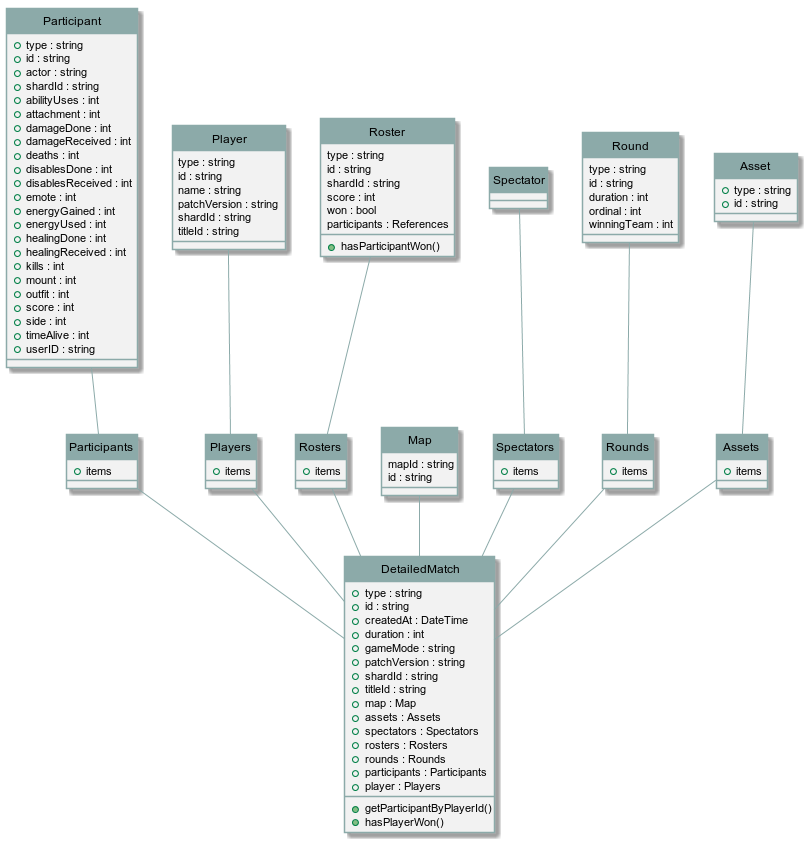 Participant
type : string
id : string
actor : string
shardId : string
abilityUses : int
attachment : int
damageDone : int
damageReceived : int
deaths : int
disablesDone : int
disablesReceived : int
emote : int
energyGained : int
energyUsed : int
healingDone : int
healingReceived : int
kills : int
mount : int
outfit : int
score : int
side : int
timeAlive : int
userID : string
Player
type : string
id : string
name : string
patchVersion : string
shardId : string
titleId : string
Roster
type : string
id : string
shardId : string
score : int
won : bool
participants : References
hasParticipantWon()
Spectator
Round
type : string
id : string
duration : int
ordinal : int
winningTeam : int
Asset
type : string
id : string
Participants
items
Players
items
Rosters
items
Map
mapId : string
id : string
Spectators
items
Rounds
items
Assets
items
DetailedMatch
type : string
id : string
createdAt : DateTime
duration : int
gameMode : string
patchVersion : string
shardId : string
titleId : string
map : Map
assets : Assets
spectators : Spectators
rosters : Rosters
rounds : Rounds
participants : Participants
player : Players
getParticipantByPlayerId()
hasPlayerWon()